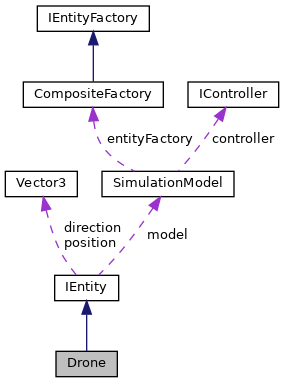 IEntityFactory
CompositeFactory
IController
entityFactory
controller
Vector3
SimulationModel
direction
position
model
IEntity
Drone